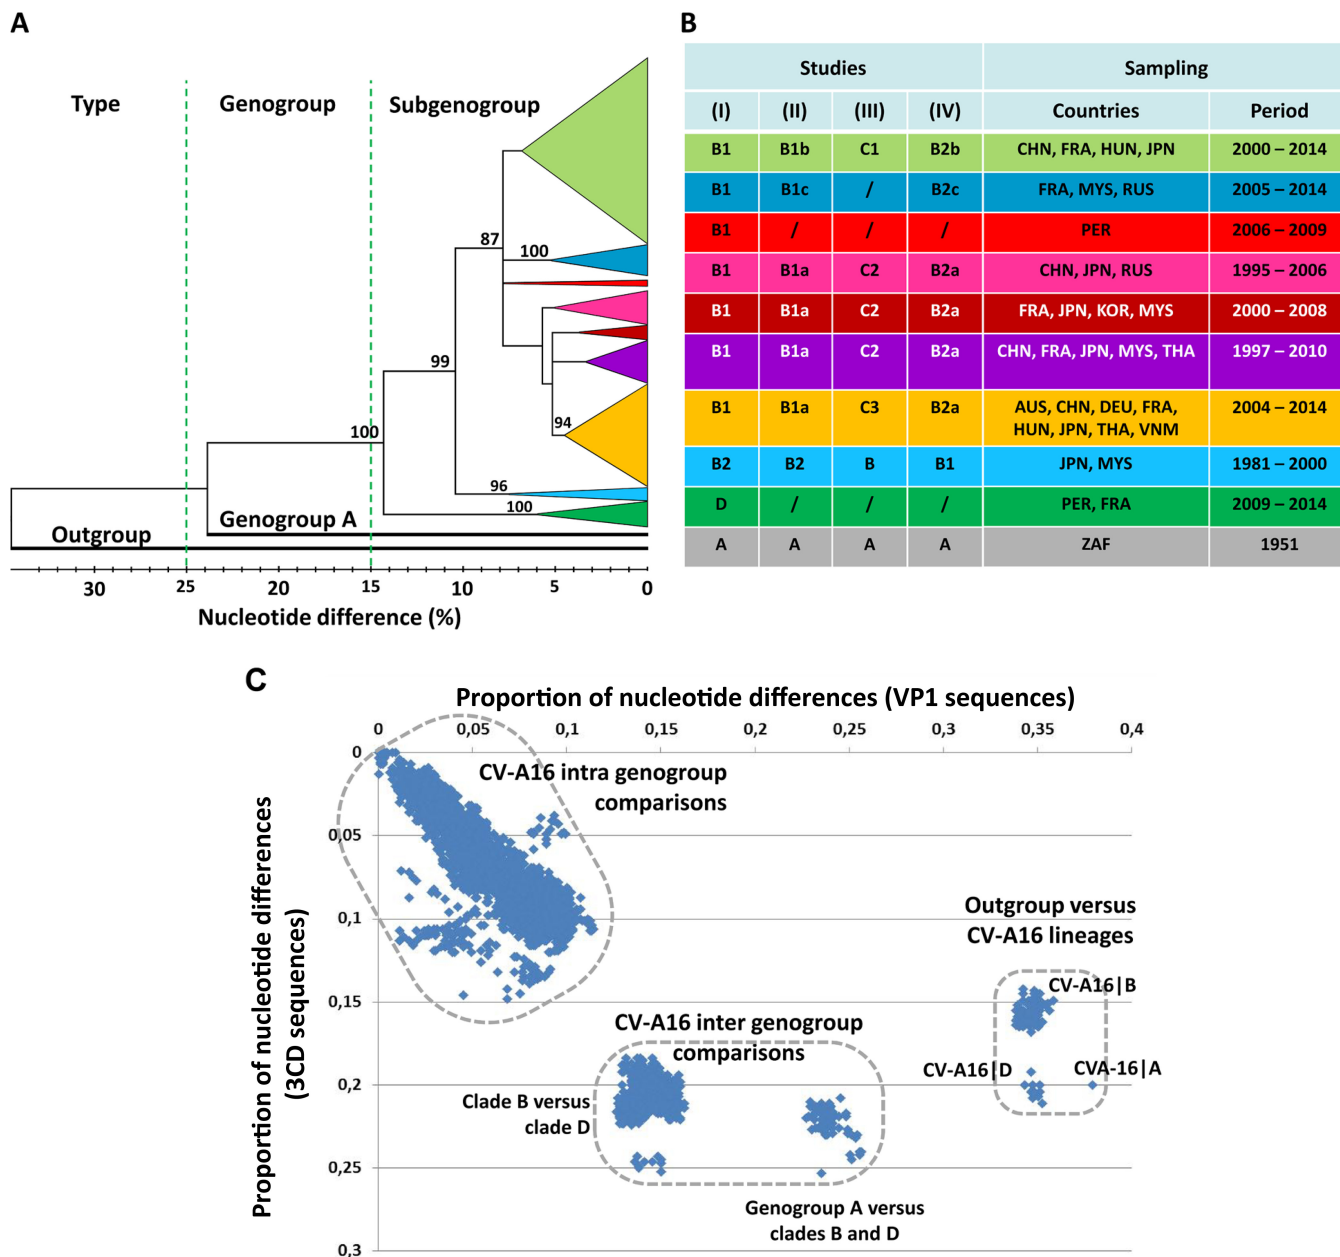 A
Type
Genogroup
Subgenogroup
87
100
99
94
100
96
100
Genogroup A
Outgroup
30 25 20 15 10 5 0
Nucleotide difference (%)
B
Studies Sampling
(I) (II) (III) (IV) Countries Period
B1 B1b C1 B2b CHN, FRA, HUN, JPN 2000 – 2014
B1 B1c / B2c FRA, MYS, RUS 2005 – 2014
B1 / / / PER 2006 – 2009
B1 B1a C2 B2a CHN, JPN, RUS 1995 – 2006
B1 B1a C2 B2a FRA, JPN, KOR, MYS 2000 – 2008
B1 B1a C2 B2a CHN, FRA, JPN, MYS, THA 1997 – 2010
B1 B1a C3 B2a AUS, CHN, DEU, FRA, 2004 – 2014
HUN, JPN, THA, VNM
B2 B2 B B1 JPN, MYS 1981 – 2000
D / / / PER, FRA 2009 – 2014
A A A A ZAF 1951
C
Proportion of nucleotide differences (VP1 sequences)
0 0,05 0,1 0,15 0,2 0,25 0,3 0,35 0,4
0
0,05
0,1
0,15
0,2
0,25
0,3
Proportion of nucleotide differences
(3CD sequences)
CV-A16 intra genogroup
comparisons
Outgroup versus
CV-A16 lineages
CV-A16|B
CV-A16|D
CVA-16|A
CV-A16 inter genogroup
comparisons
Clade B versus
clade D
Genogroup A versus
clades B and D